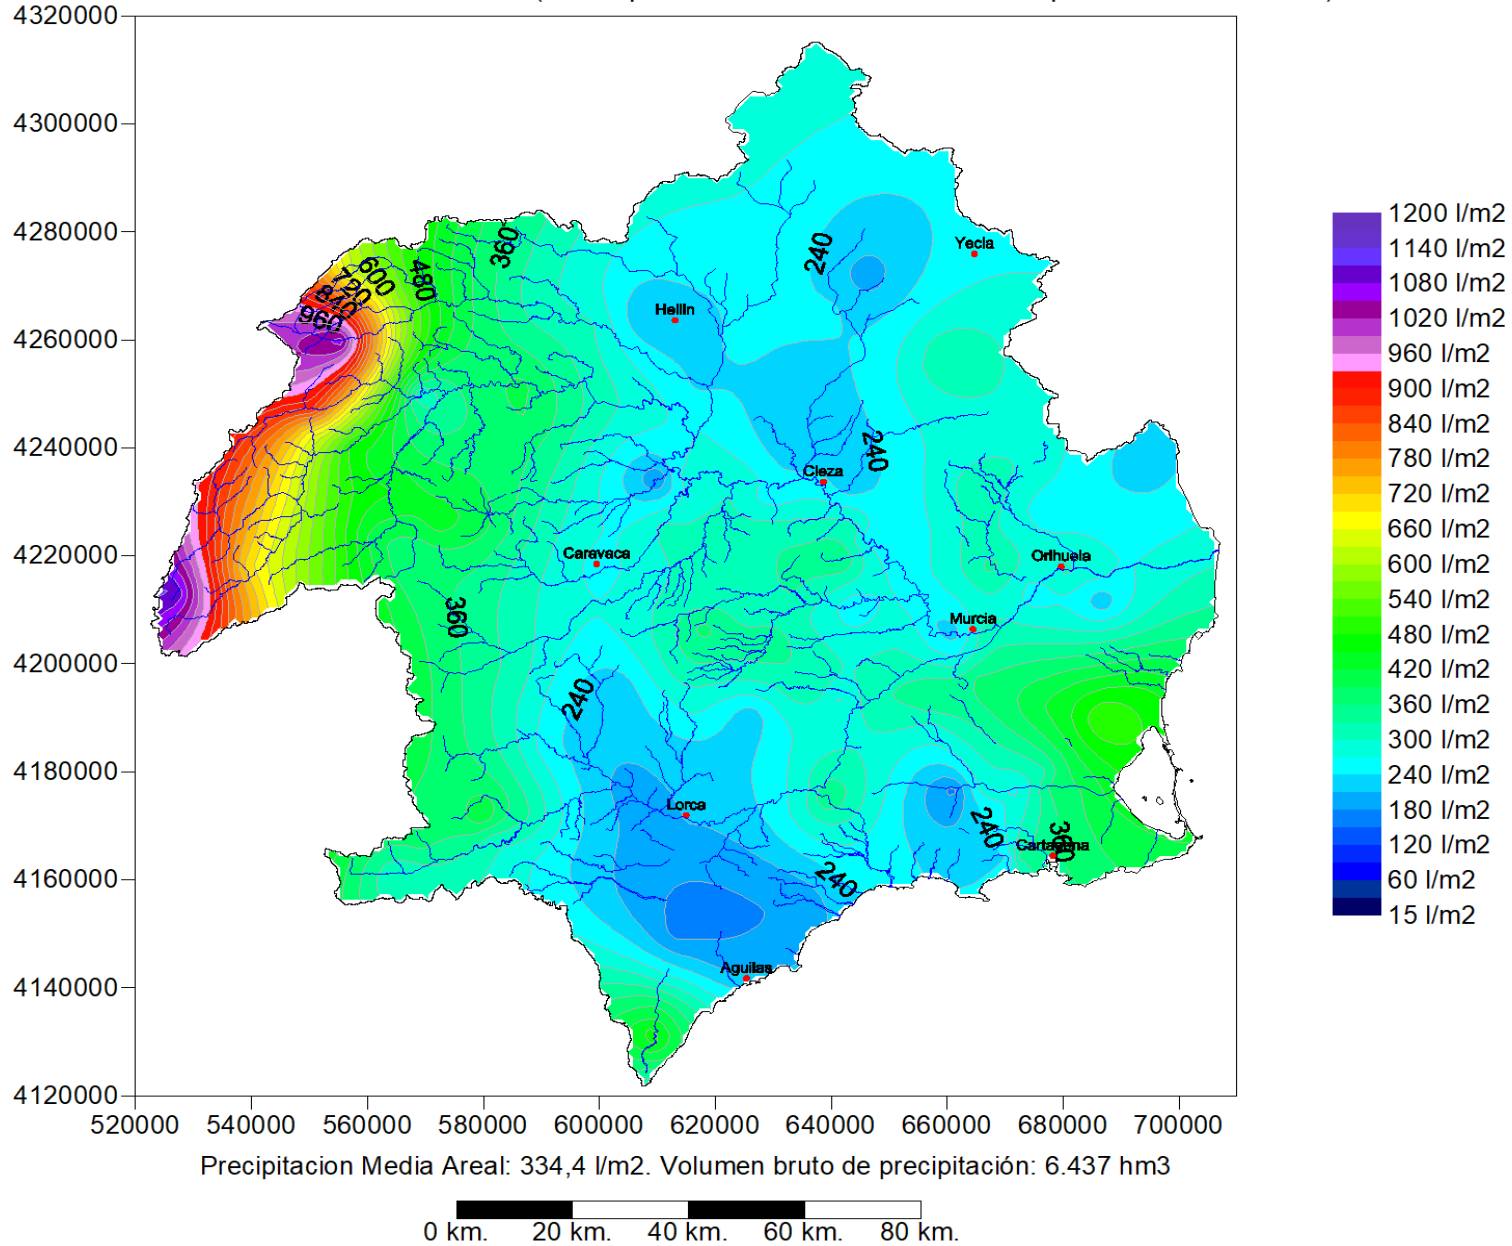 4320000
4300000
4280000
4260000
4240000
4220000
4200000
4180000
4160000
4140000
4120000
520000 540000 560000 580000 600000 620000 640000 660000 680000 700000
360
480
600
720
870
960
240
Yecla
Hellin
240
Cieza
Caravaca
Orihuela
360
Murcia
240
Lorca
240
360
Cartagena
240
Aguilas
1200 l/m2
1140 l/m2
1080 l/m2
1020 l/m2
960 l/m2
900 l/m2
840 l/m2
780 l/m2
720 l/m2
660 l/m2
600 l/m2
540 l/m2
480 l/m2
420 l/m2
360 l/m2
300 l/m2
240 l/m2
180 l/m2
120 l/m2
60 l/m2
15 l/m2
Precipitacion Media Areal: 334,4 l/m2. Volumen bruto de precipitación: 6.437 hm3
0 km. 20 km. 40 km. 60 km. 80 km.